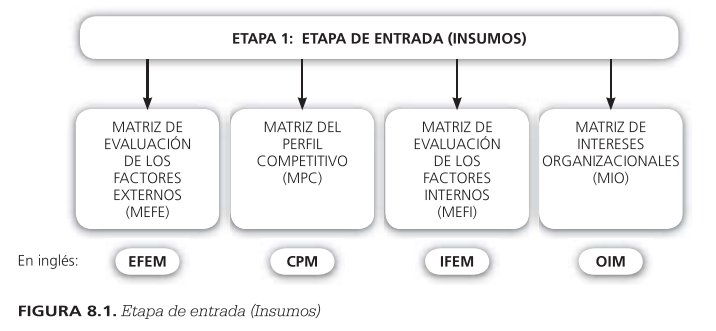 ETAPA 1: ETAPA DE ENTRADA (INSUMOS)
MATRIZ DE
EVALUACIÓN
DE LOS
FACTORES
EXTERNOS
(MEFE)
MATRIZ DEL
PERFIL
COMPETITIVO
(MPC)
MATRIZ DE
EVALUACIÓN
DE LOS
FACTORES
INTERNOS
(MEFI)
MATRIZ DE
INTERESES
ORGANIZACIONALES
(MIO)
En inglés:
EFEM
CPM
IFEM
OIM
FIGURA 8.1. Etapa de entrada (Insumos)